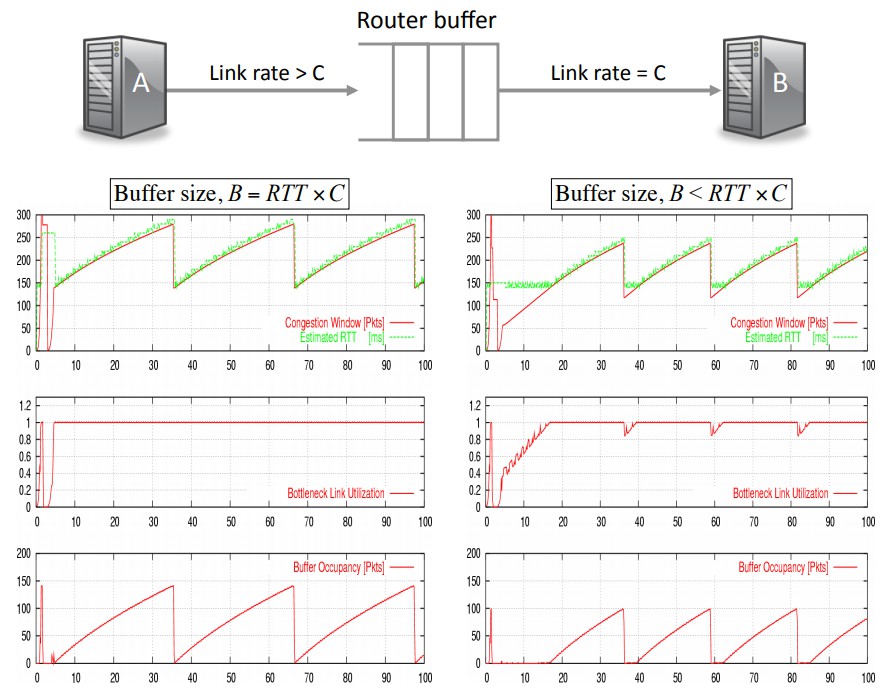 Router buffer
A
Link rate > C
Link rate = C
B
Buffer size, B = RTT × C
300
250
200
150
100
50
0
Congestion Window [Pkts]
Estimated RTT [ms]
0 10 20 30 40 50 60 70 80 90 100
1.2
1
0.8
0.6
0.4
0.2
0
Bottleneck Link Utilization
0 10 20 30 40 50 60 70 80 90 100
200
150
100
50
0
Buffer Occupancy [Pkts]
0 10 20 30 40 50 60 70 80 90 100
Buffer size, B < RTT × C
300
250
200
150
100
50
0
Congestion Window [Pkts]
Estimated RTT [ms]
0 10 20 30 40 50 60 70 80 90 100
1.2
1
0.8
0.6
0.4
0.2
0
Bottleneck Link Utilization
0 10 20 30 40 50 60 70 80 90 100
200
150
100
50
0
Buffer Occupancy [Pkts]
0 10 20 30 40 50 60 70 80 90 100